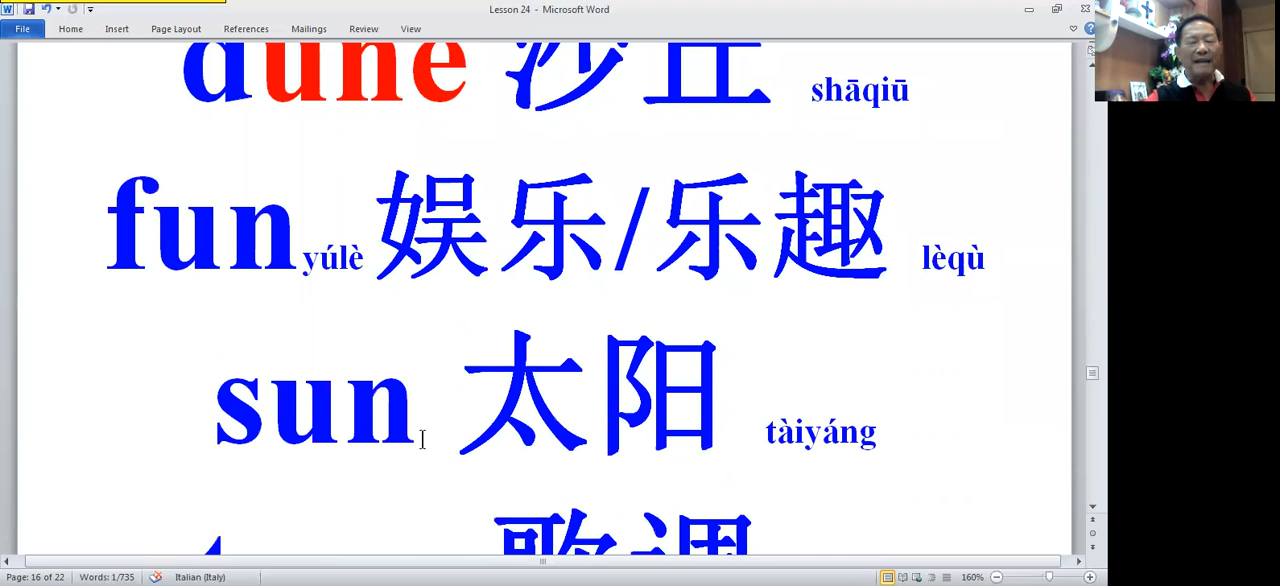 Lesson 24 - Microsoft Word
File Home Insert Page Layout References Mailings Review View
dune 沙丘 shāqiū
fun yúlè 娱乐/乐趣 lèqù
sun 太阳 tàiyáng
歌调
Page: 16 of 22 Words: 1/735 Italian (Italy) 160%